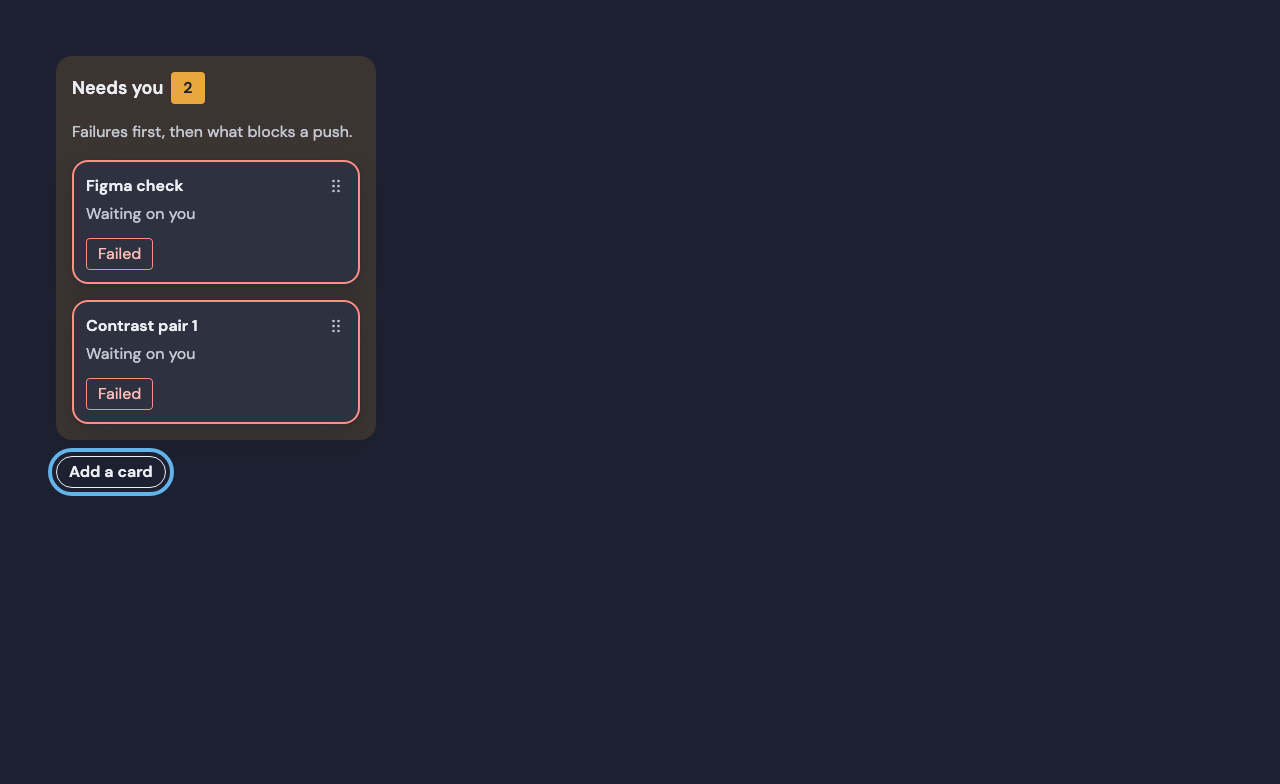 Needs you 2
Failures first, then what blocks a push.
Figma check
Waiting on you
Failed
Contrast pair 1
Waiting on you
Failed
Add a card